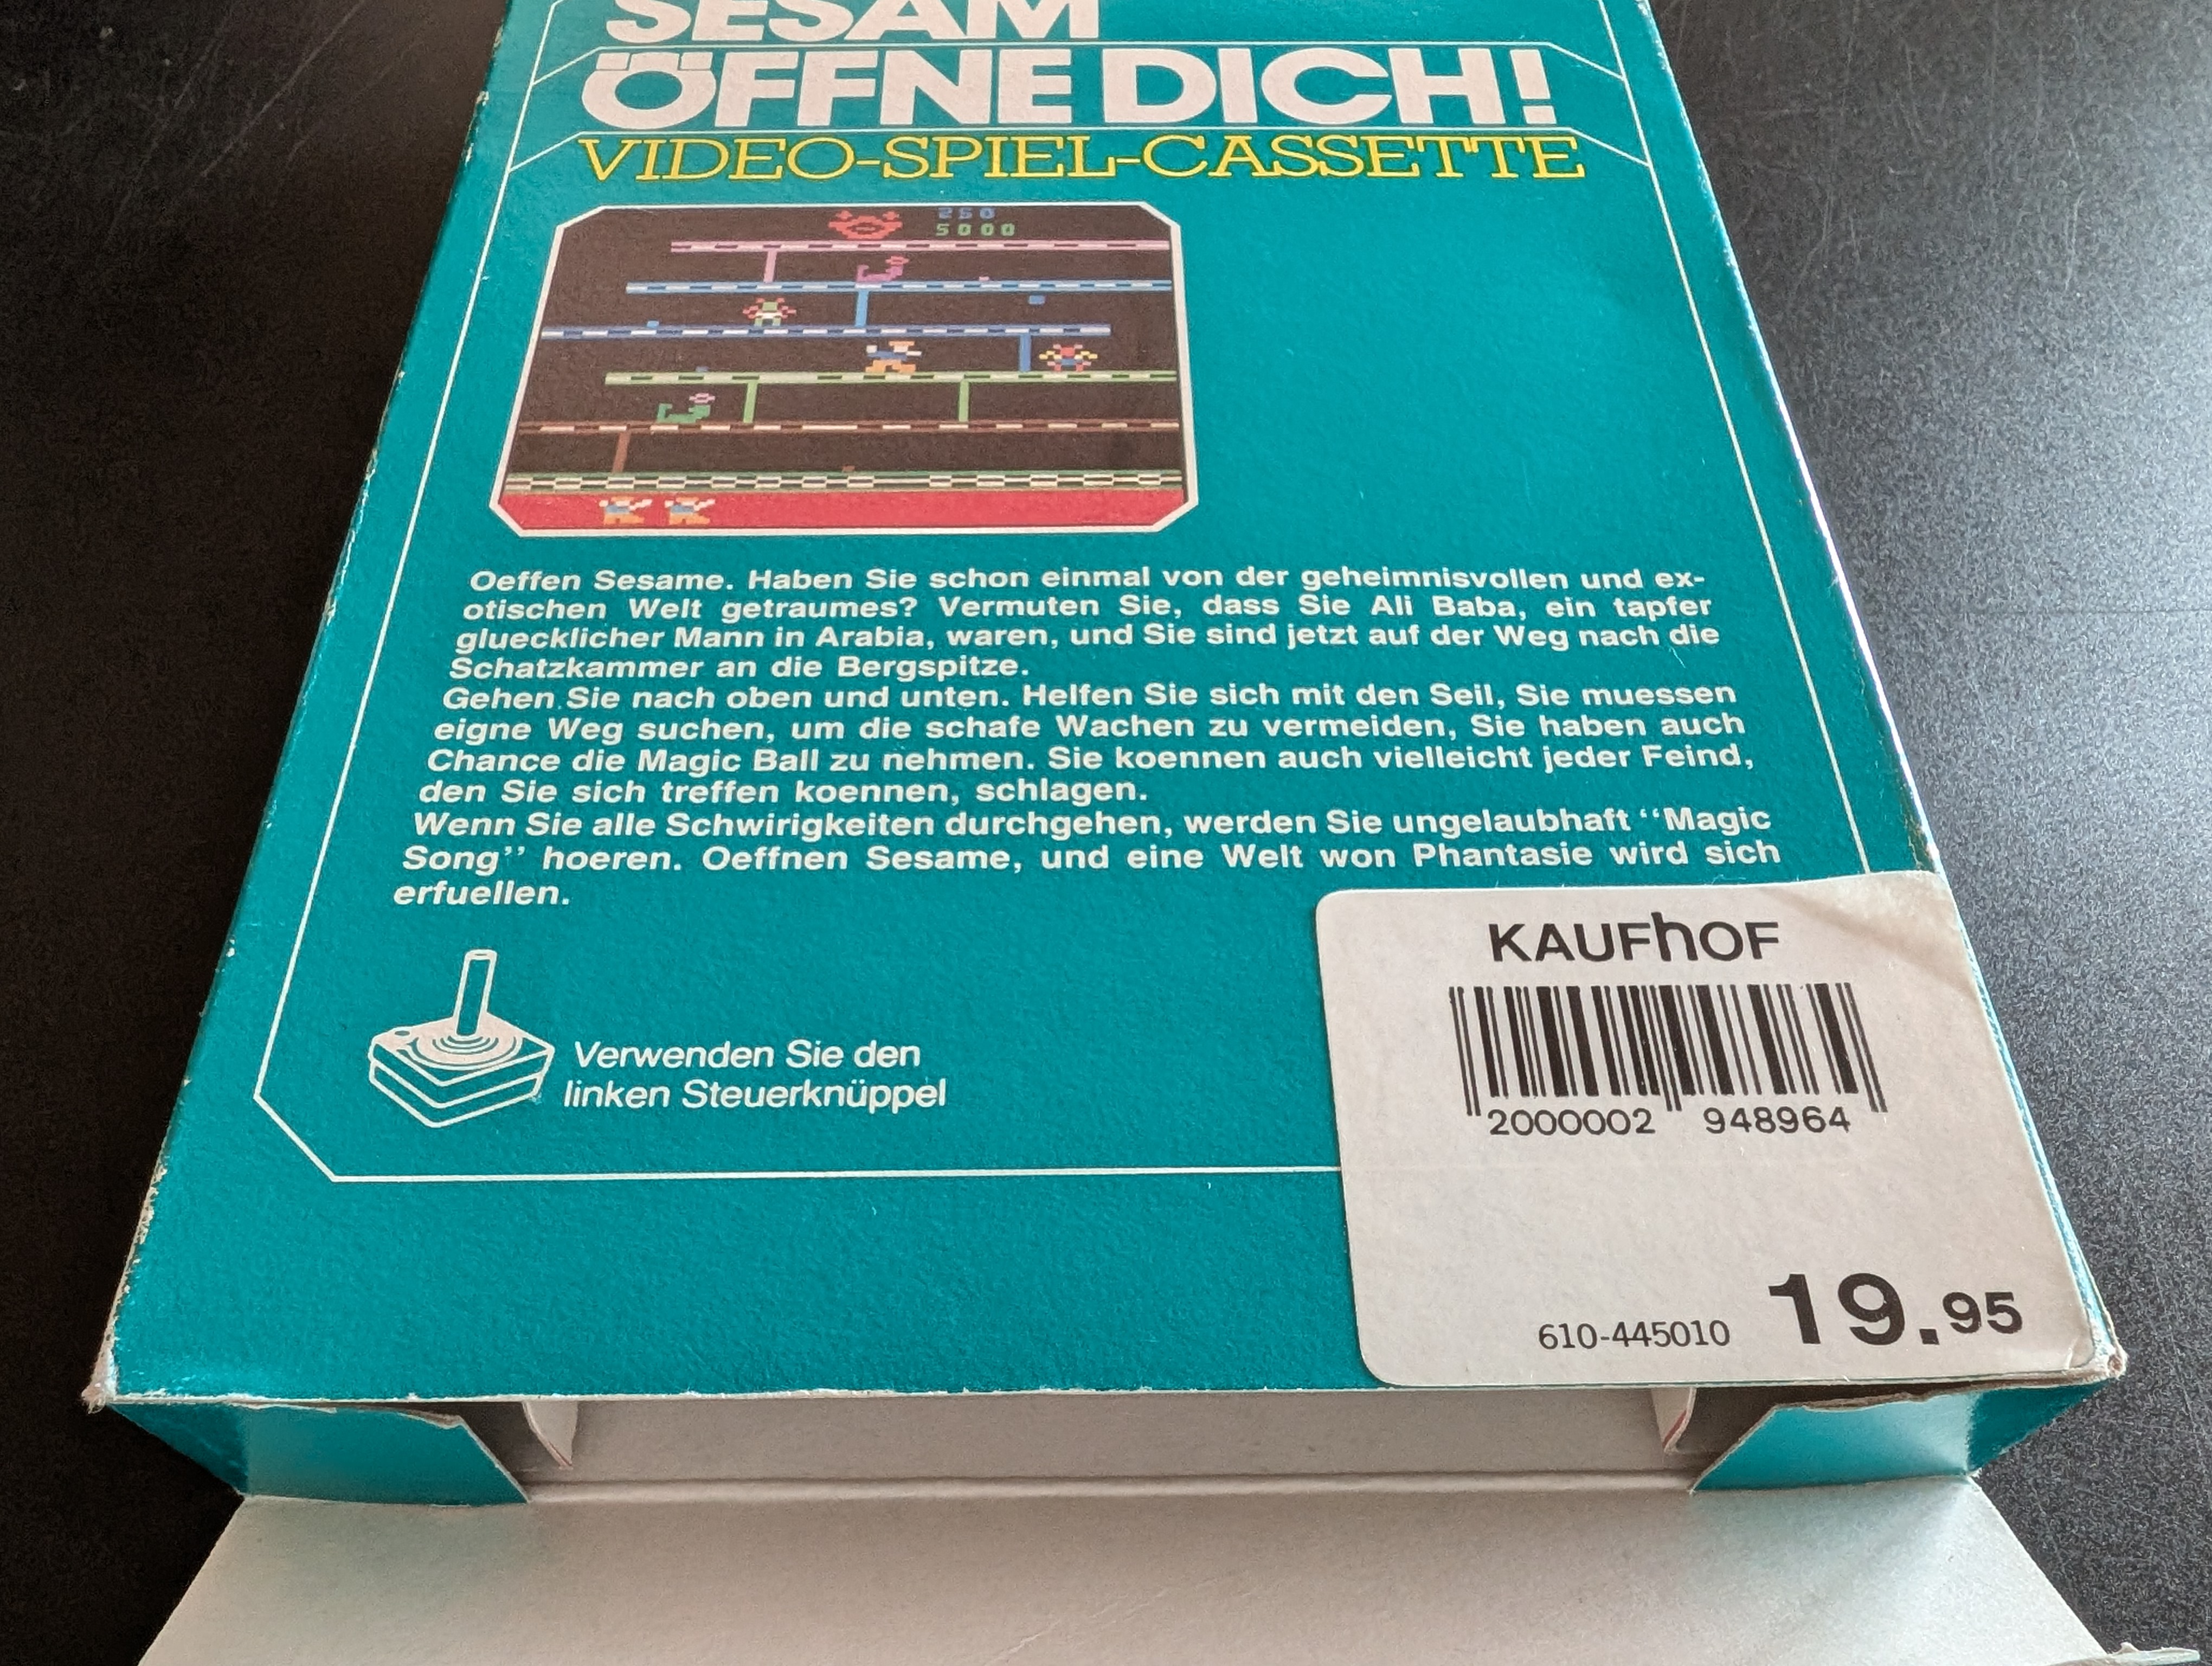 SESAM
ÖFFNE DICH!
VIDEO-SPIEL-CASSETTE
250
5000
Oeffen Sesame. Haben Sie schon einmal von der geheimnisvollen und ex-
otischen Welt getraumes? Vermuten Sie, dass Sie Ali Baba, ein tapfer
gluecklicher Mann in Arabia, waren, und Sie sind jetzt auf der Weg nach die
Schatzkammer an die Bergspitze.
Gehen Sie nach oben und unten. Helfen Sie sich mit den Seil, Sie muessen
eigne Weg suchen, um die schafe Wachen zu vermeiden, Sie haben auch
Chance die Magic Ball zu nehmen. Sie koennen auch vielleicht jeder Feind,
den Sie sich treffen koennen, schlagen.
Wenn Sie alle Schwirigkeiten durchgehen, werden Sie ungelaubhaft “Magic
Song” hoeren. Oeffnen Sesame, und eine Welt won Phantasie wird sich
erfuellen.
Verwenden Sie den
linken Steuerknüppel
KAUFhOF
2000002 948964
610-445010 19.95